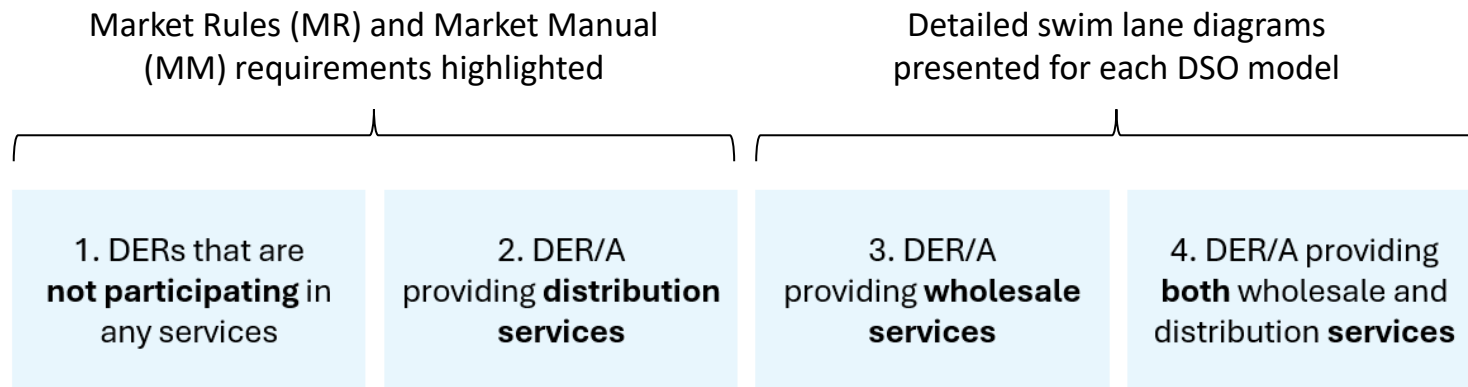 Market Rules (MR) and Market Manual
(MM) requirements highlighted
Detailed swim lane diagrams
presented for each DSO model
1. DERs that are
not participating in
any services
2. DER/A
providing distribution
services
3. DER/A
providing wholesale
services
4. DER/A providing
both wholesale and
distribution services